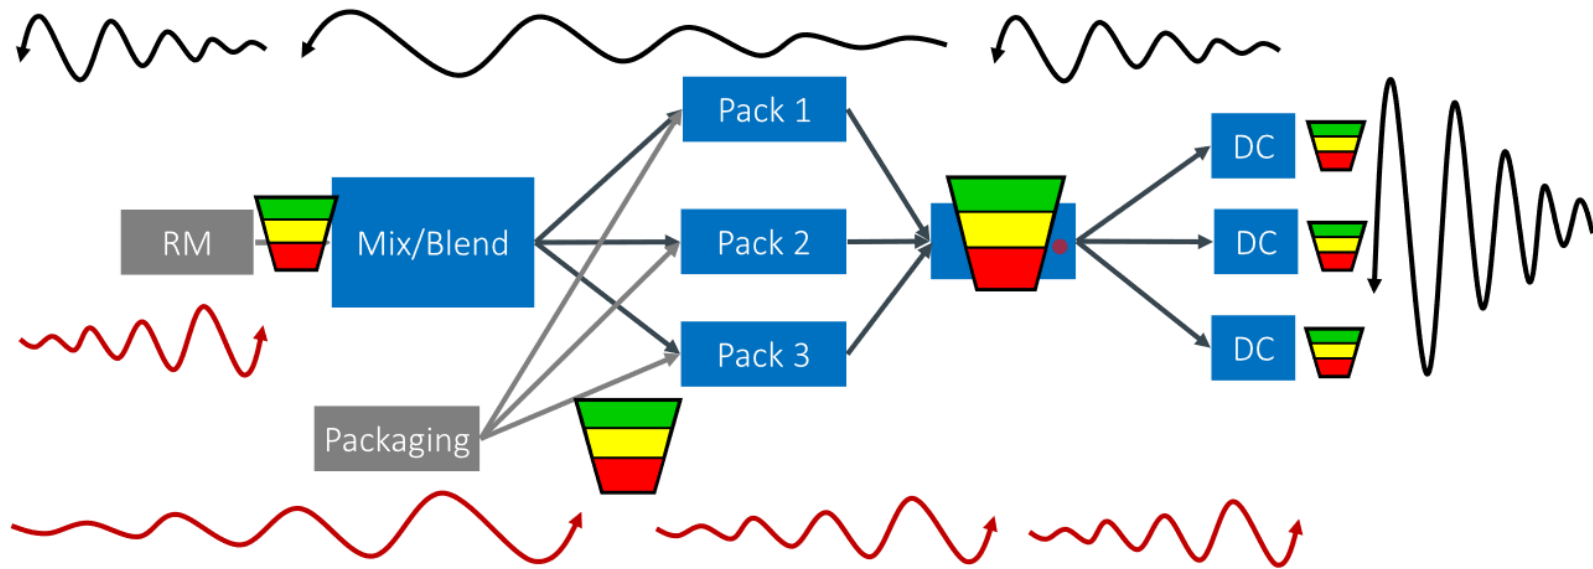 Pack 1
DC
RM
Mix/Blend
Pack 2
DC
Pack 3
DC
Packaging